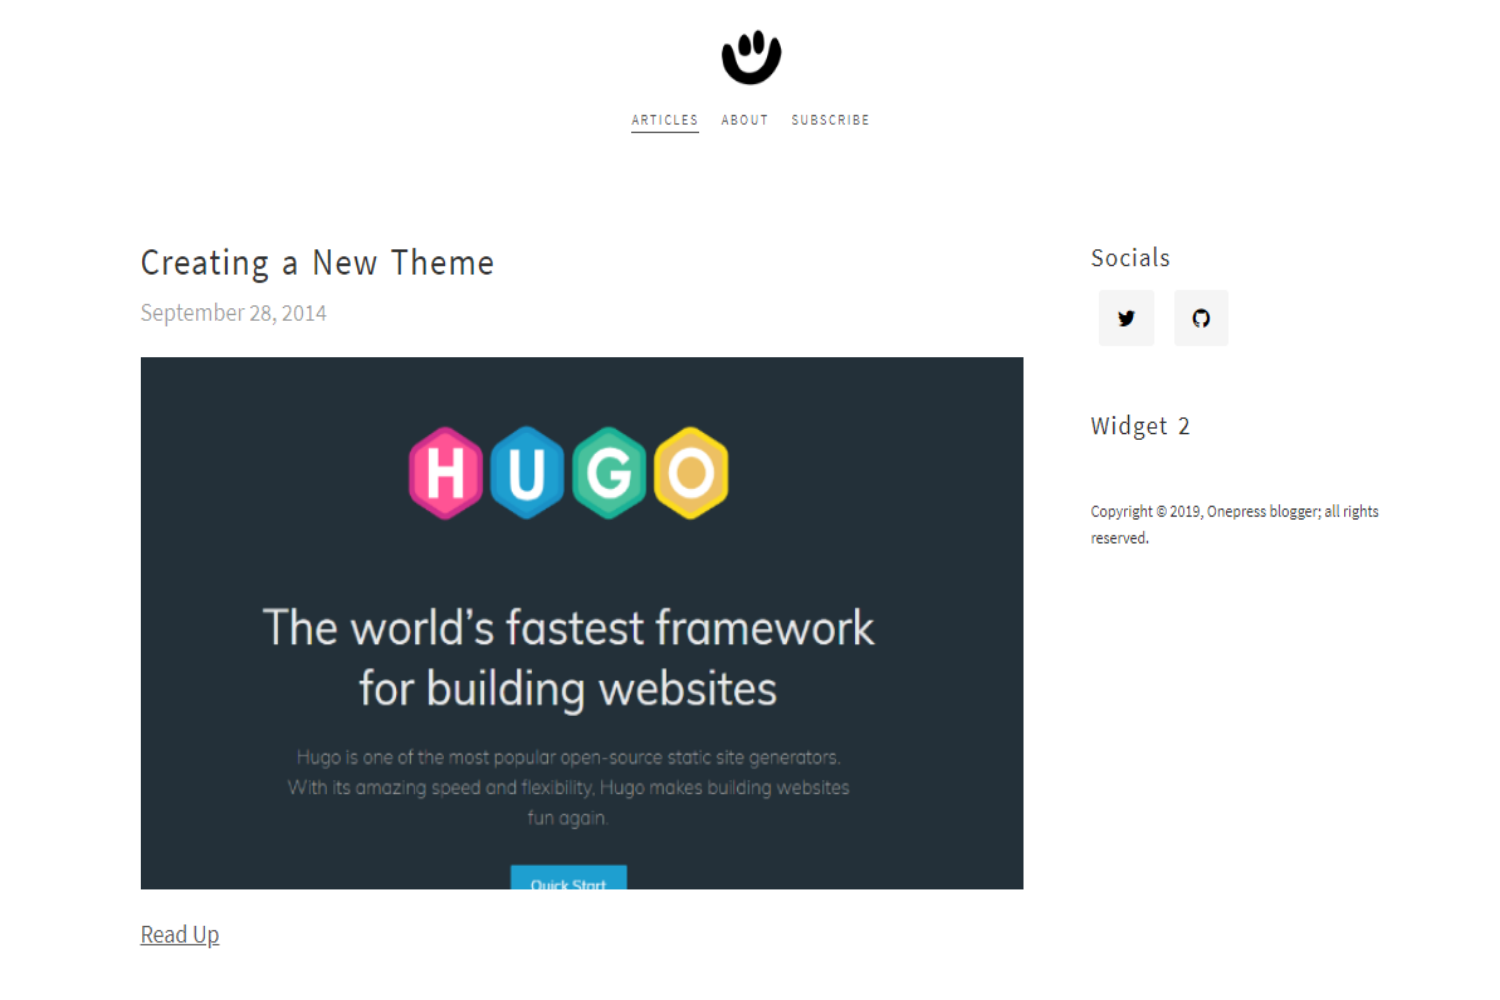 ARTICLES ABOUT SUBSCRIBE
Creating a New Theme
September 28, 2014
HUGO
The world's fastest framework
for building websites
Hugo is one of the most popular open-source static site generators.
With its amazing speed and flexibility, Hugo makes building websites
fun again.
Quick Start
Read Up
Socials
Widget 2
Copyright © 2019, Onepress blogger; all rights
reserved.